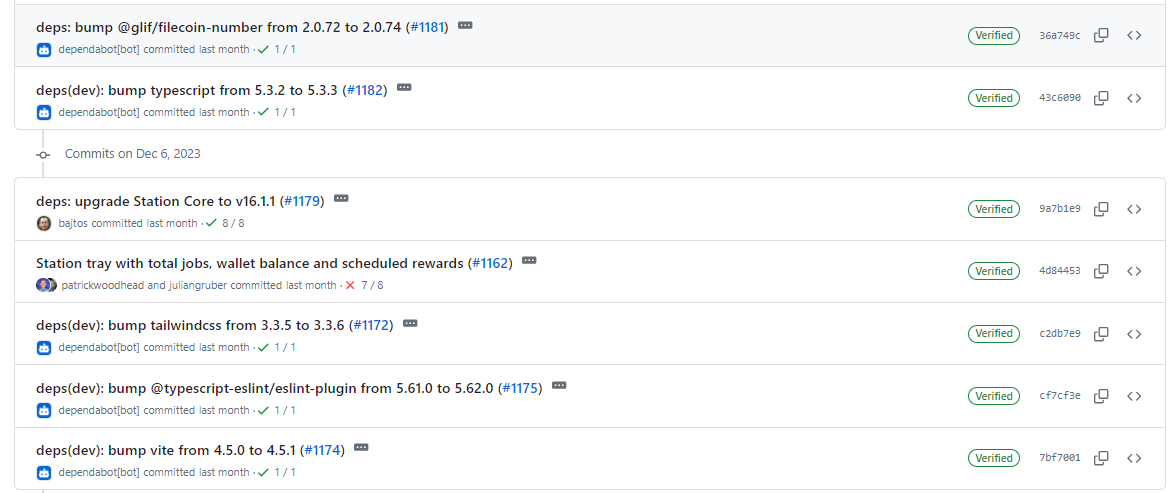 deps: bump @glif/filecoin-number from 2.0.72 to 2.0.74 (#1181)
Verified 36a749c
dependabot[bot] committed last month · 1 / 1
deps(dev): bump typescript from 5.3.2 to 5.3.3 (#1182)
Verified 43c6090
dependabot[bot] committed last month · 1 / 1
Commits on Dec 6, 2023
deps: upgrade Station Core to v16.1.1 (#1179)
Verified 9a7b1e9
bajtos committed last month · 8 / 8
Station tray with total jobs, wallet balance and scheduled rewards (#1162)
Verified 4d84453
patrickwoodhead and juliangruber committed last month · 7 / 8
deps(dev): bump tailwindcss from 3.3.5 to 3.3.6 (#1172)
Verified c2db7e9
dependabot[bot] committed last month · 1 / 1
deps(dev): bump @typescript-eslint/eslint-plugin from 5.61.0 to 5.62.0 (#1175)
Verified cf7cf3e
dependabot[bot] committed last month · 1 / 1
deps(dev): bump vite from 4.5.0 to 4.5.1 (#1174)
Verified 7bf7001
dependabot[bot] committed last month · 1 / 1